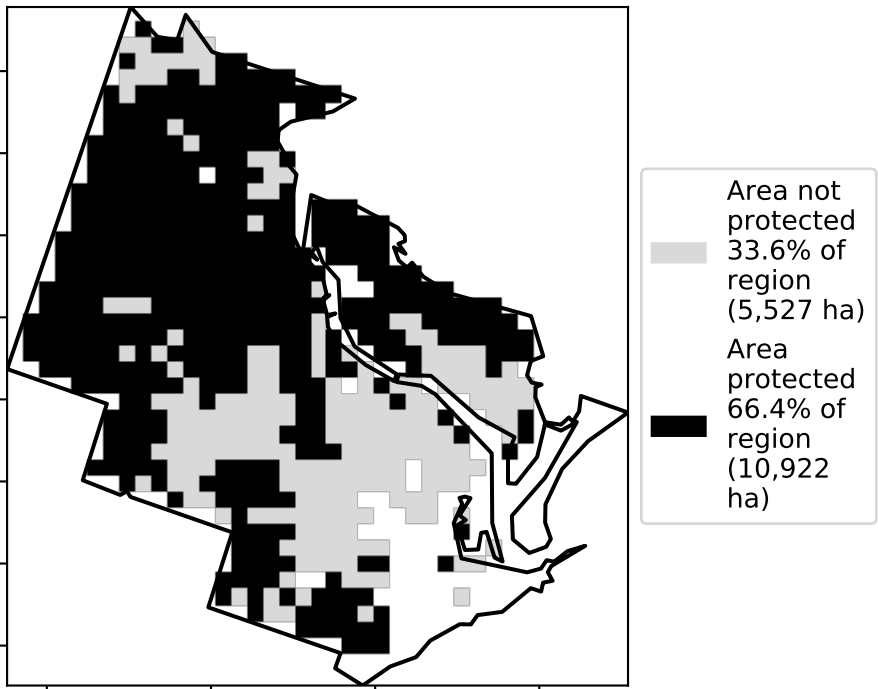 Area not
protected
33.6% of
region
(5,527 ha)
Area
protected
66.4% of
region
(10,922
ha)